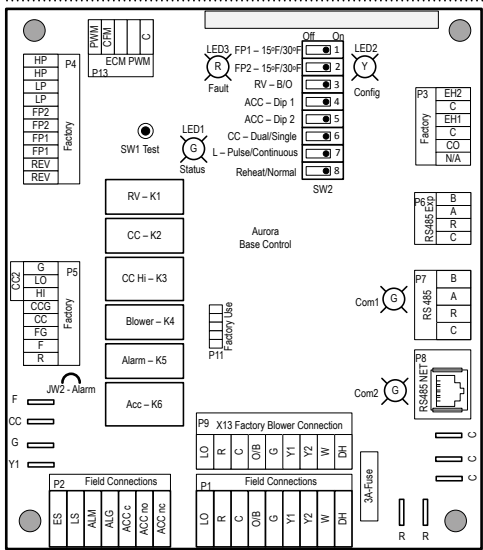 PWM
CFM
C
ECM PWM
P13
Off On
LED3
R
Fault
FP1 – 15ºF/30ºF 1
FP2 – 15ºF/30ºF 2
RV – B/O 3
ACC – Dip 1 4
ACC – Dip 2 5
CC – Dual/Single 6
L – Pulse/Continuous 7
Reheat/Normal 8
SW2
LED2
Y
Config
P4
HP
HP
LP
LP
FP2
FP2
FP1
FP1
REV
REV
Factory
SW1 Test
LED1
G
Status
P3
Factory
EH2
C
EH1
C
CO
N/A
RV – K1
CC – K2
CC Hi – K3
Blower – K4
Alarm – K5
Acc – K6
Aurora
Base Control
P6
RS485 Exp
B
A
R
C
CC2
P5
G
LO
HI
CCG
CC
FG
F
R
Factory
P11
Factory Use
Com1
G
P7
RS 485
B
A
R
C
Com2
G
P8
RS485 NET
JW2 - Alarm
F
CC
G
Y1
P9 X13 Factory Blower Connection
LO R C O/B G Y1 Y2 W DH
P2 Field Connections
ES LS ALM ALG ACC c ACC no ACC nc
P1 Field Connections
LO R C O/B G Y1 Y2 W DH
3A-Fuse
C
C
C
R R